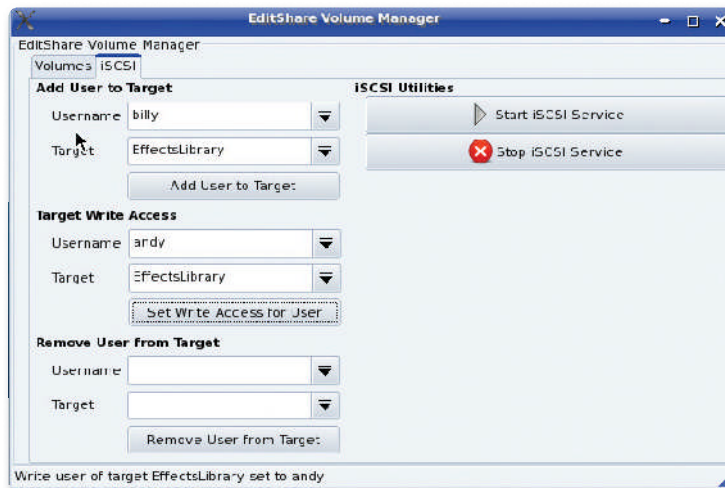 EditShare Volume Manager
EditShare Volume Manager
Volumes iSCSI
Add User to Target
Username billy
Target EffectsLibrary
Add User to Target
Target Write Access
Username andy
Target EffectsLibrary
Set Write Access for User
Remove User from Target
Username
Target
Remove User from Target
iSCSI Utilities
Start iSCSI Service
Stop iSCSI Service
Write user of target EffectsLibrary set to andy